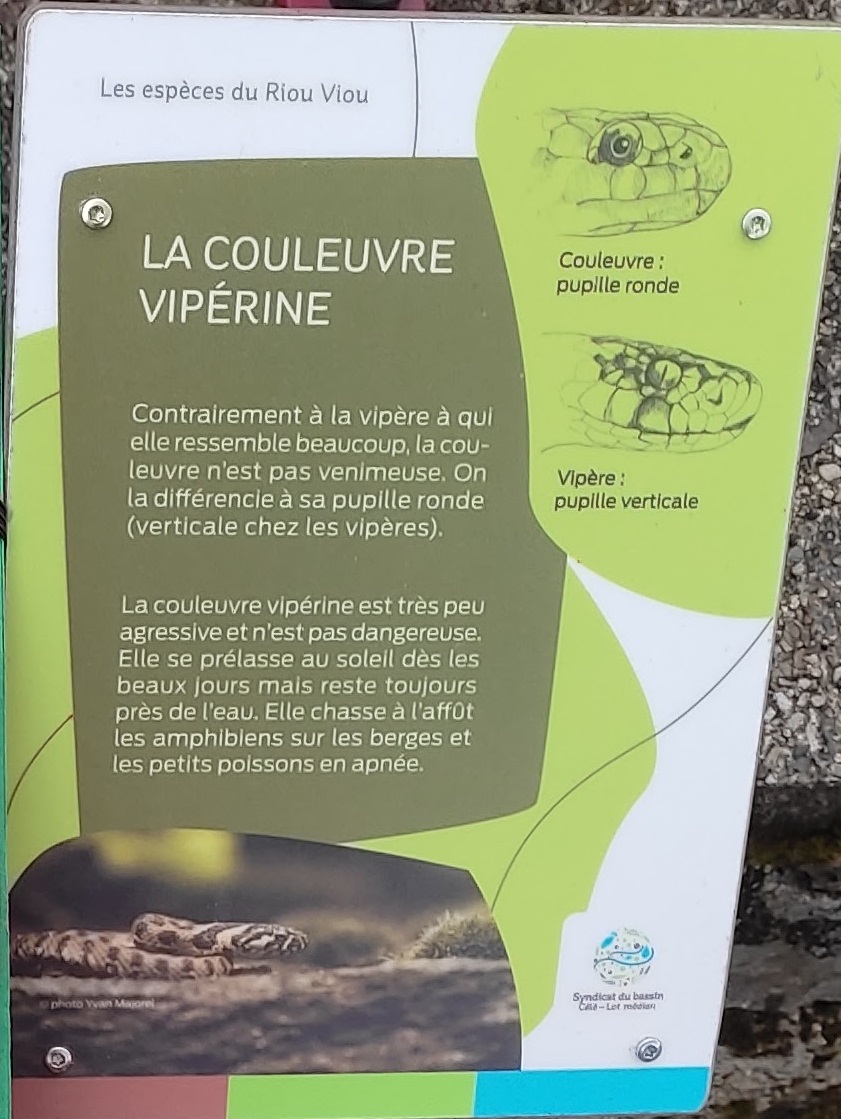 Les espèces du Riou Viou
LA COULEUVRE
VIPÉRINE
Contrairement à la vipère à qui
elle ressemble beaucoup, la cou-
leuvre n'est pas venimeuse. On
la différencie à sa pupille ronde
(verticale chez les vipères).
La couleuvre vipérine est très peu
agressive et n'est pas dangereuse.
Elle se prélasse au soleil dès les
beaux jours mais reste toujours
près de l'eau. Elle chasse à l'affût
les amphibiens sur les berges et
les petits poissons en apnée.
Couleuvre :
pupille ronde
Vipère :
pupille verticale
© photo Yvan Majorel
Syndicat du bassin
Célé - Lot médian